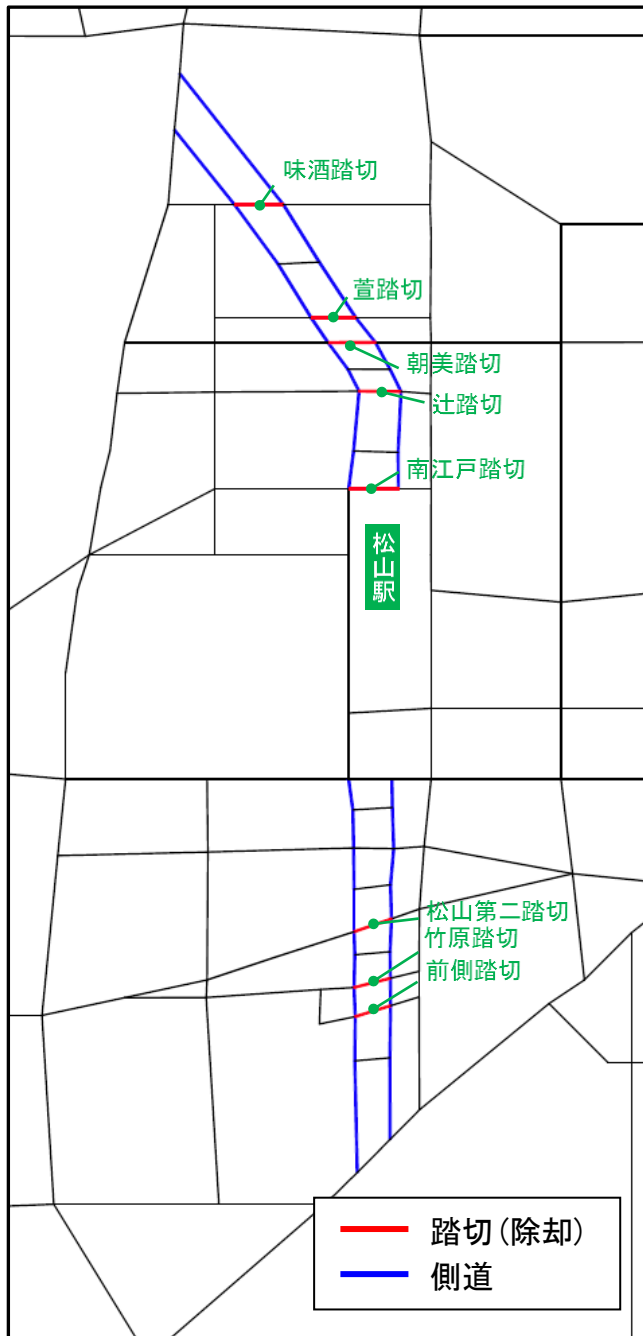 味酒踏切
萱踏切
朝美踏切
辻踏切
南江戸踏切
松山駅
松山第二踏切
竹原踏切
前側踏切
踏切（除却）
側道